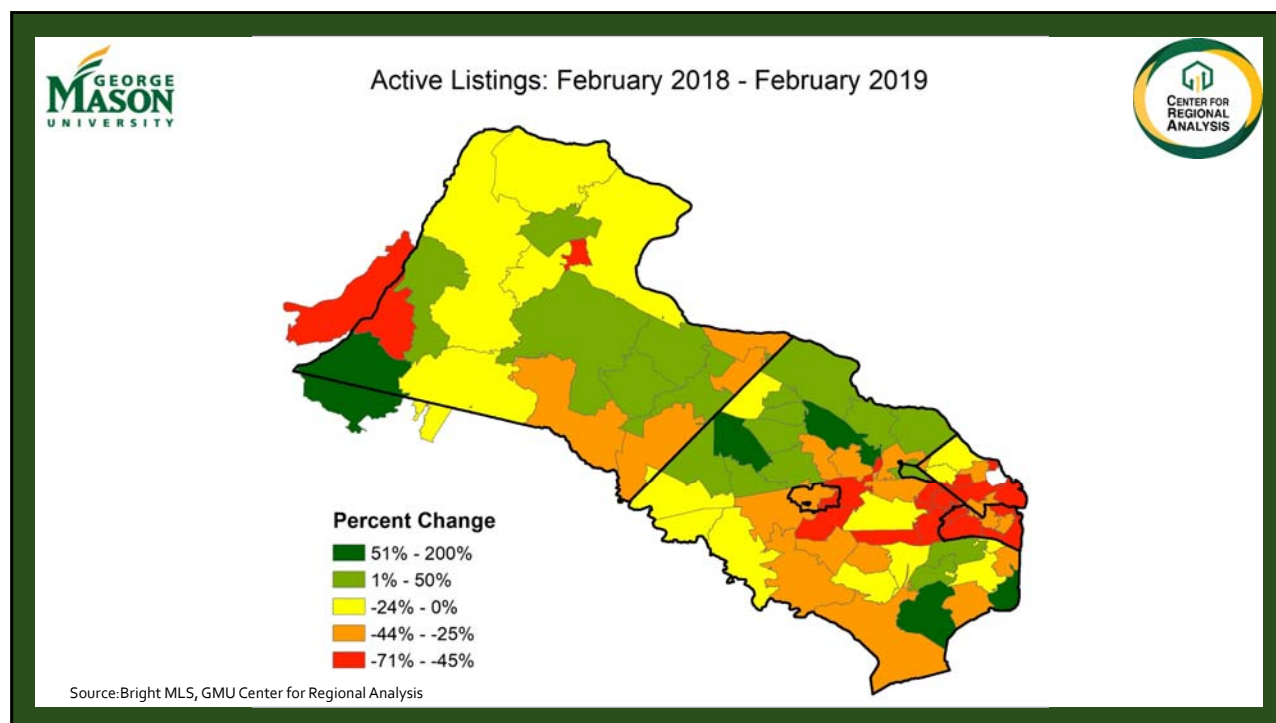 GEORGE
MASON
UNIVERSITY
Active Listings: February 2018 - February 2019
CENTER FOR
REGIONAL
ANALYSIS
Percent Change
51% - 200%
1% - 50%
-24% - 0%
-44% - -25%
-71% - -45%
Source:Bright MLS, GMU Center for Regional Analysis